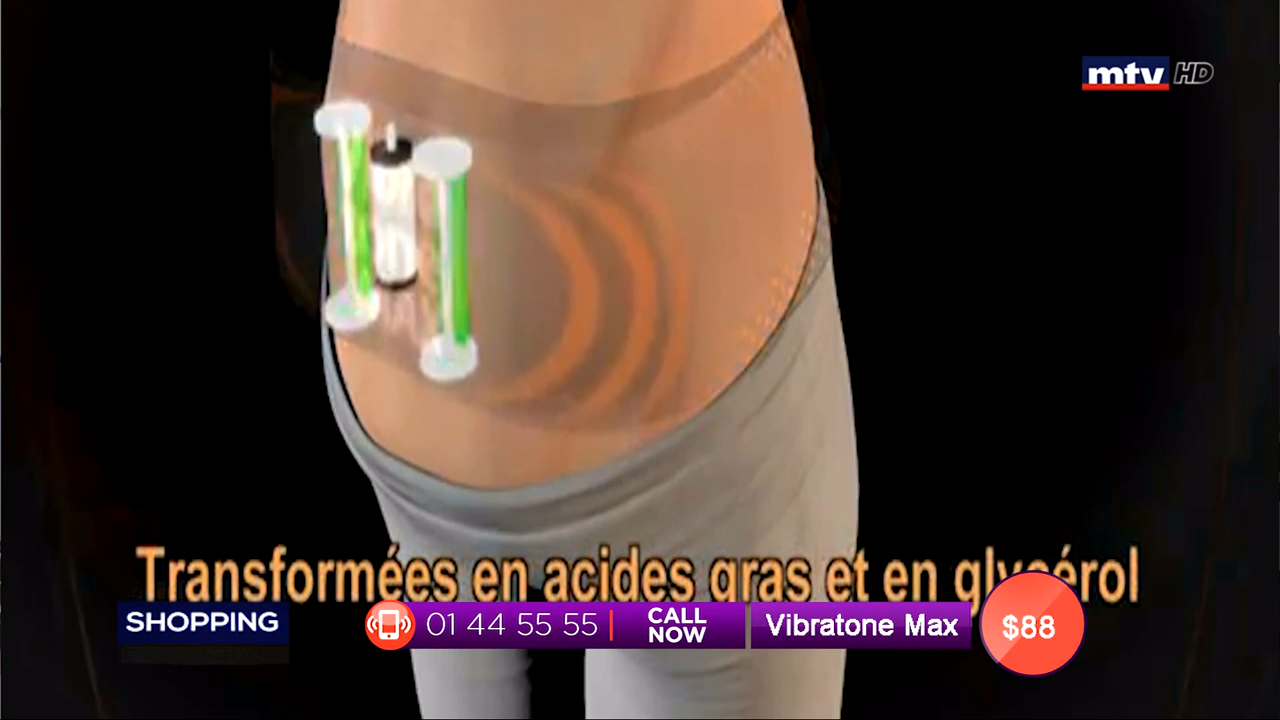 mtv HD
Transformées en acides gras et en glycérol
SHOPPING
01 44 55 55
CALL NOW
Vibratone Max
$88